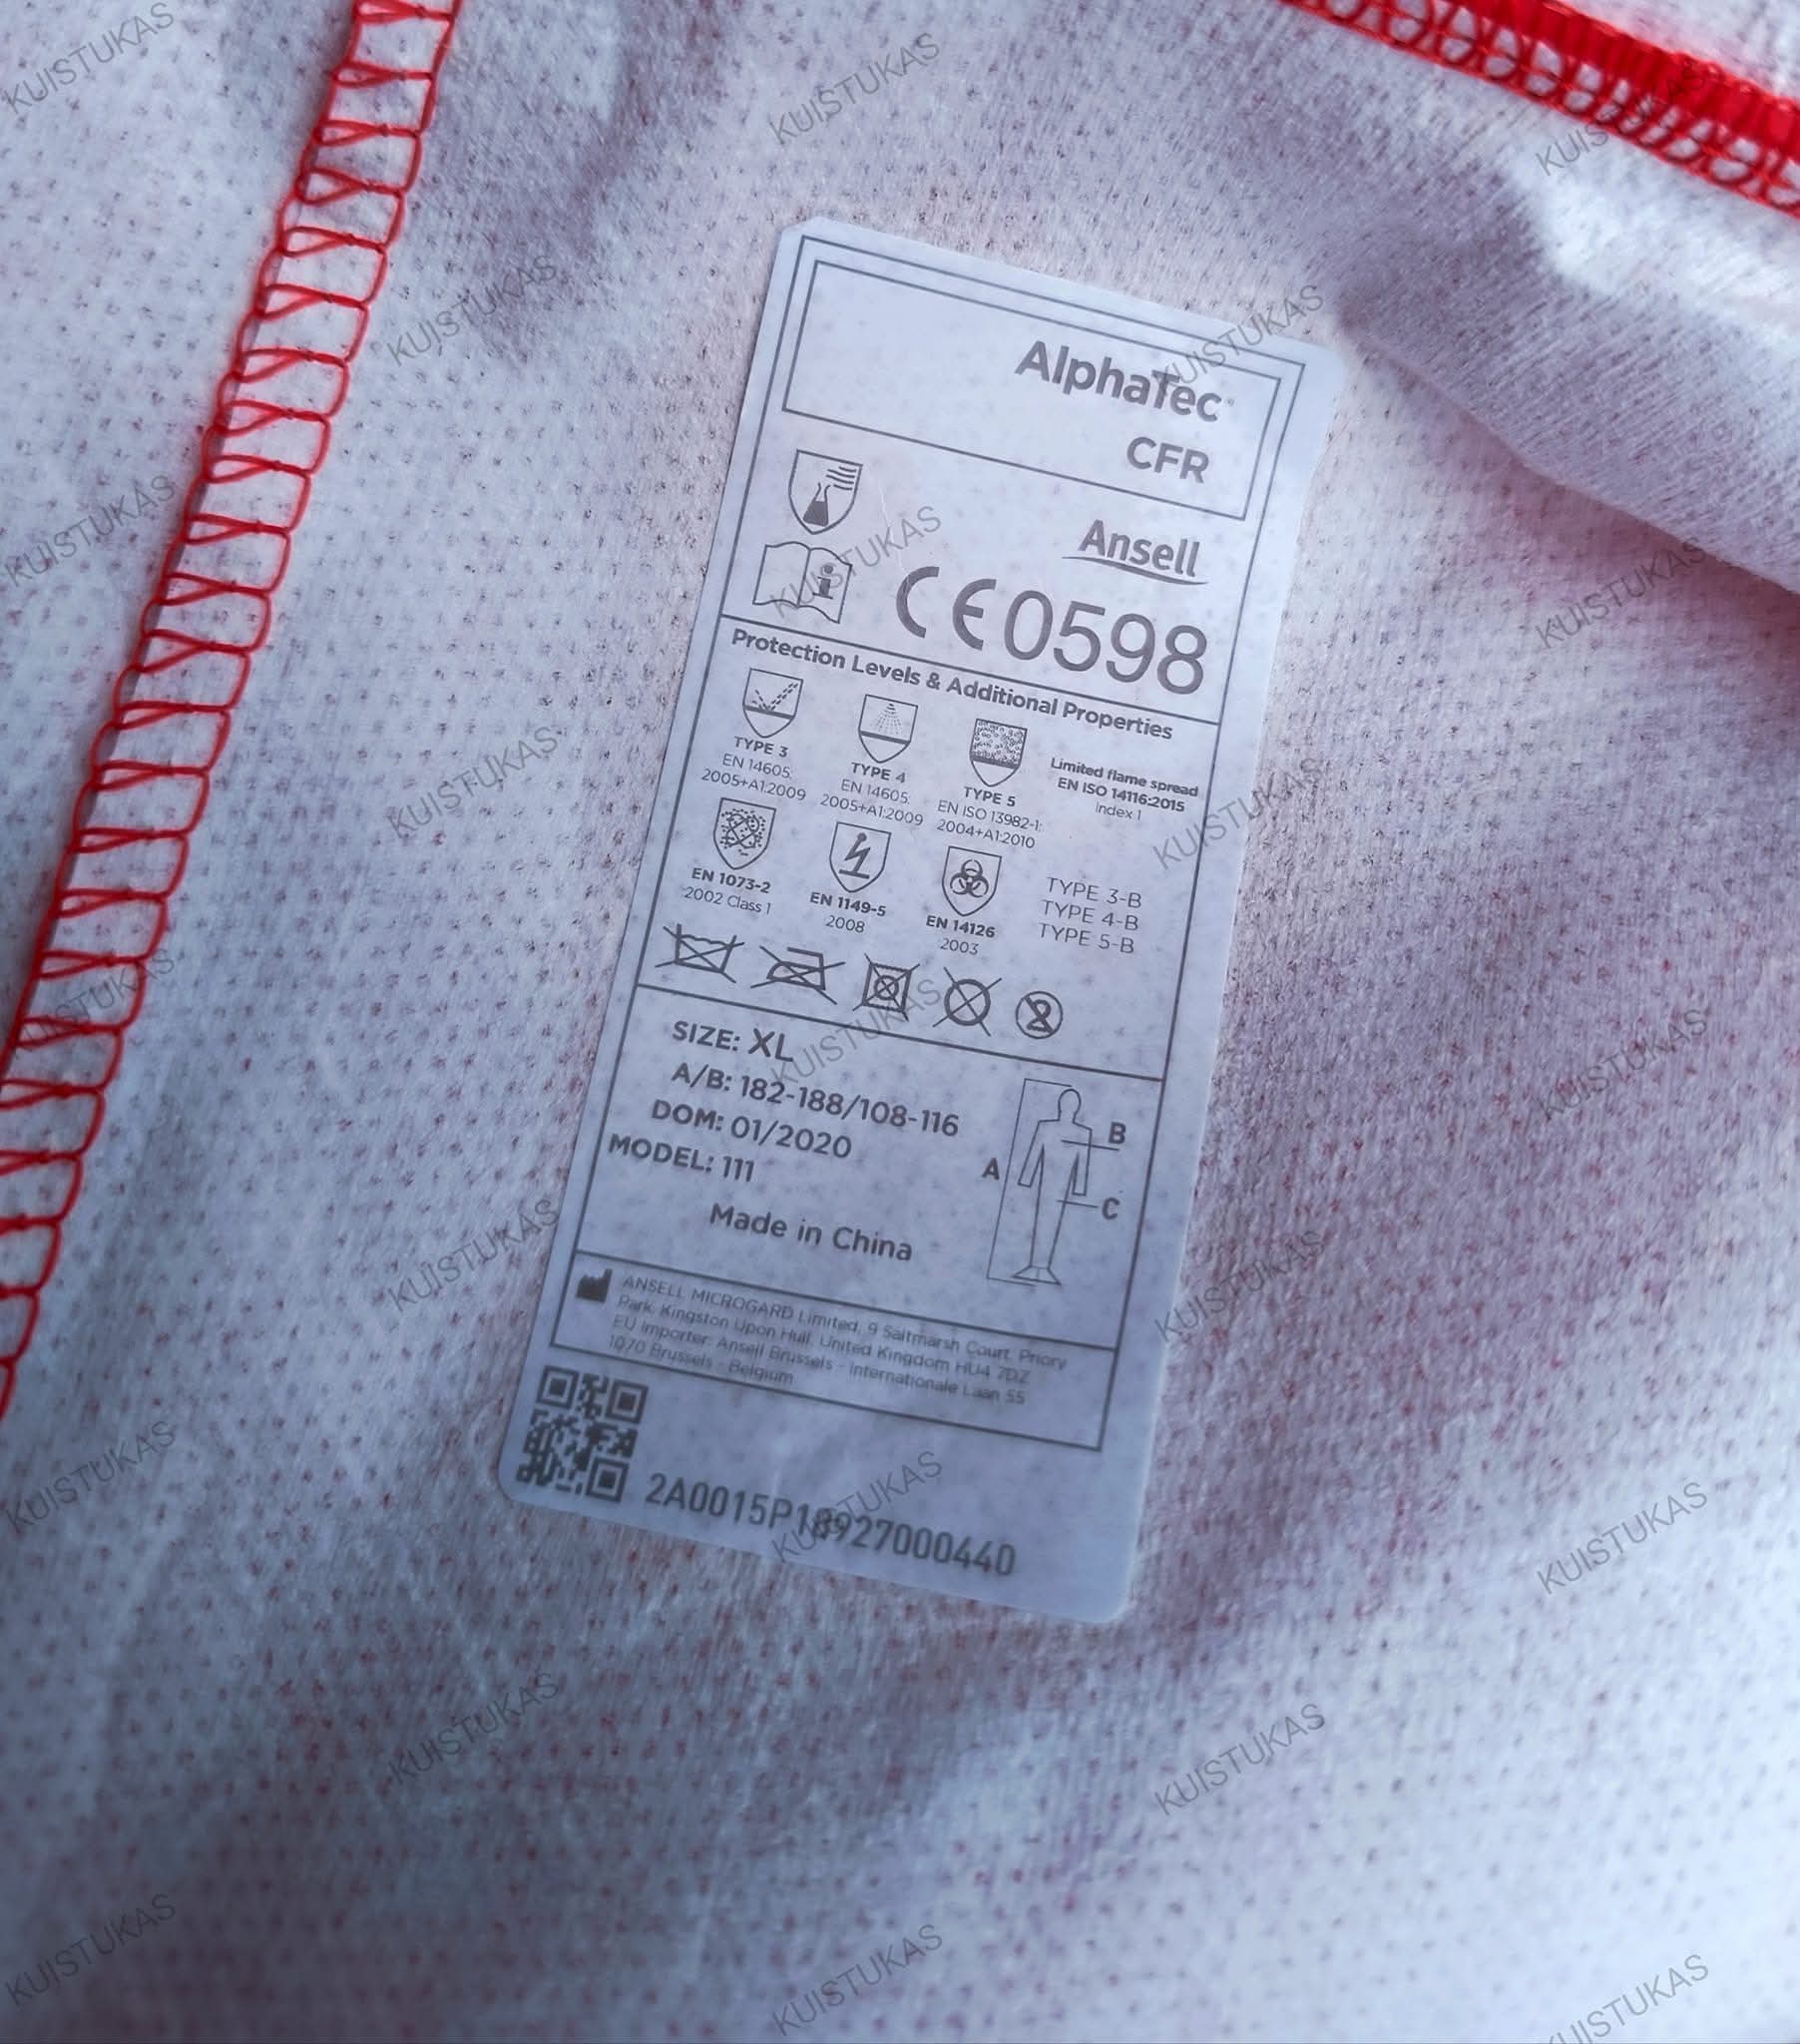 AlphaTec
CFR
Ansell
CE 0598
Protection Levels & Additional Properties
TYPE 3
EN 14605:
2005+A1:2009
TYPE 4
EN 14605:
2005+A1:2009
TYPE 5
EN ISO 13982-1:
2004+A1:2010
Limited flame spread
EN ISO 14116:2015
Index 1
EN 1073-2
2002 Class 1
EN 1149-5
2008
EN 14126
2003
TYPE 3-B
TYPE 4-B
TYPE 5-B
SIZE: XL
A/B: 182-188/108-116
DOM: 01/2020
MODEL: 111
Made in China
A
B
C
ANSELL MICROGARD Limited, 9 Saltmarsh Court, Priory
Park, Kingston Upon Hull, United Kingdom HU4 7DZ
EU Importer: Ansell Brussels - Internationale Laan 55
1070 Brussels - Belgium
2A0015P18927000440
KUISTUKAS